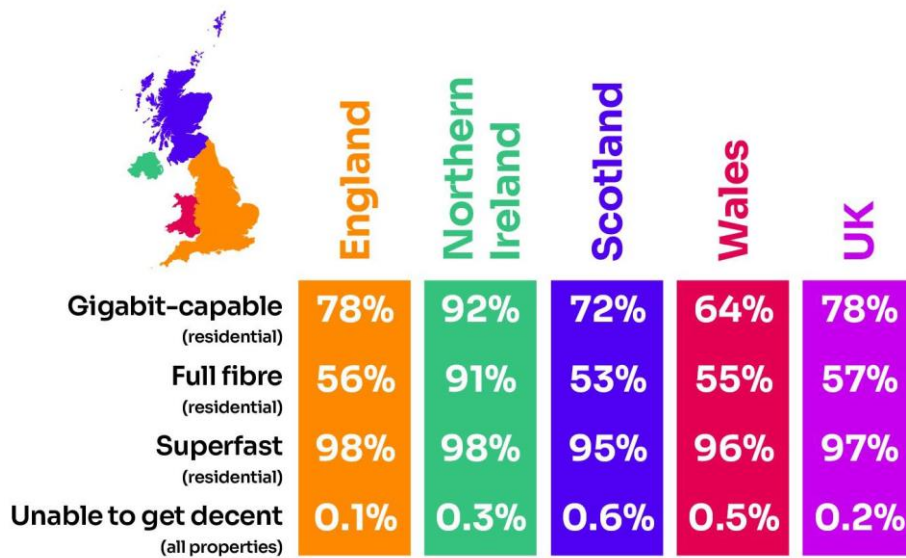 England
Northern
Ireland
Scotland
Wales
UK
Gigabit-capable 78% 92% 72% 64% 78%
(residential)
Full fibre 56% 91% 53% 55% 57%
(residential)
Superfast 98% 98% 95% 96% 97%
(residential)
Unable to get decent 0.1% 0.3% 0.6% 0.5% 0.2%
(all properties)